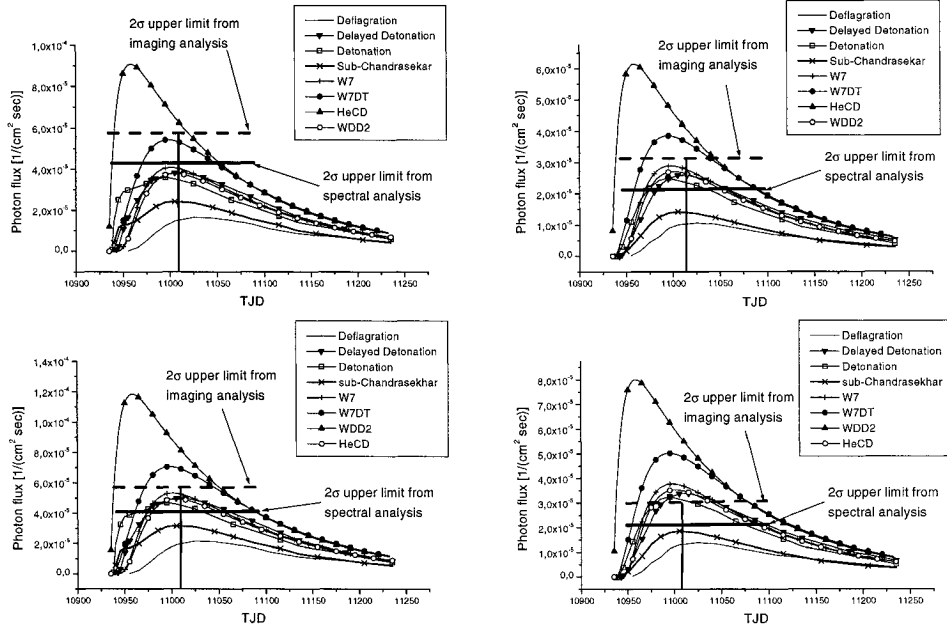 2σ upper limit from
imaging analysis
Deflagration
Delayed Detonation
Detonation
Sub-Chandrasekar
W7
W7DT
HeCD
WDD2
1,0x10⁻⁴
8,0x10⁻⁵
6,0x10⁻⁵
4,0x10⁻⁵
2,0x10⁻⁵
0,0
Photon flux [1/(cm² sec)]
2σ upper limit from
spectral analysis
10900 10950 11000 11050 11100 11150 11200 11250
TJD
2σ upper limit from
imaging analysis
Deflagration
Delayed Detonation
Detonation
Sub-Chandrasekar
W7
W7DT
HeCD
WDD2
6,0x10⁻⁵
5,0x10⁻⁵
4,0x10⁻⁵
3,0x10⁻⁵
2,0x10⁻⁵
1,0x10⁻⁵
0,0
Photon flux [1/(cm² sec)]
2σ upper limit from
spectral analysis
10900 10950 11000 11050 11100 11150 11200 11250
TJD
1,4x10⁻⁴
1,2x10⁻⁴
1,0x10⁻⁴
8,0x10⁻⁵
6,0x10⁻⁵
4,0x10⁻⁵
2,0x10⁻⁵
0,0
Photon flux [1/(cm² sec)]
Deflagration
Delayed Detonation
Detonation
sub-Chandrasekhar
W7
W7DT
WDD2
HeCD
2σ upper limit from
imaging analysis
2σ upper limit from
spectral analysis
10900 10950 11000 11050 11100 11150 11200 11250
TJD
8,0x10⁻⁵
7,0x10⁻⁵
6,0x10⁻⁵
5,0x10⁻⁵
4,0x10⁻⁵
3,0x10⁻⁵
2,0x10⁻⁵
1,0x10⁻⁵
0,0
Photon flux [1/(cm² sec)]
Deflagration
Delayed Detonation
Detonation
sub-Chandrasekhar
W7
W7DT
WDD2
HeCD
2σ upper limit from
imaging analysis
2σ upper limit from
spectral analysis
10900 10950 11000 11050 11100 11150 11200 11250
TJD